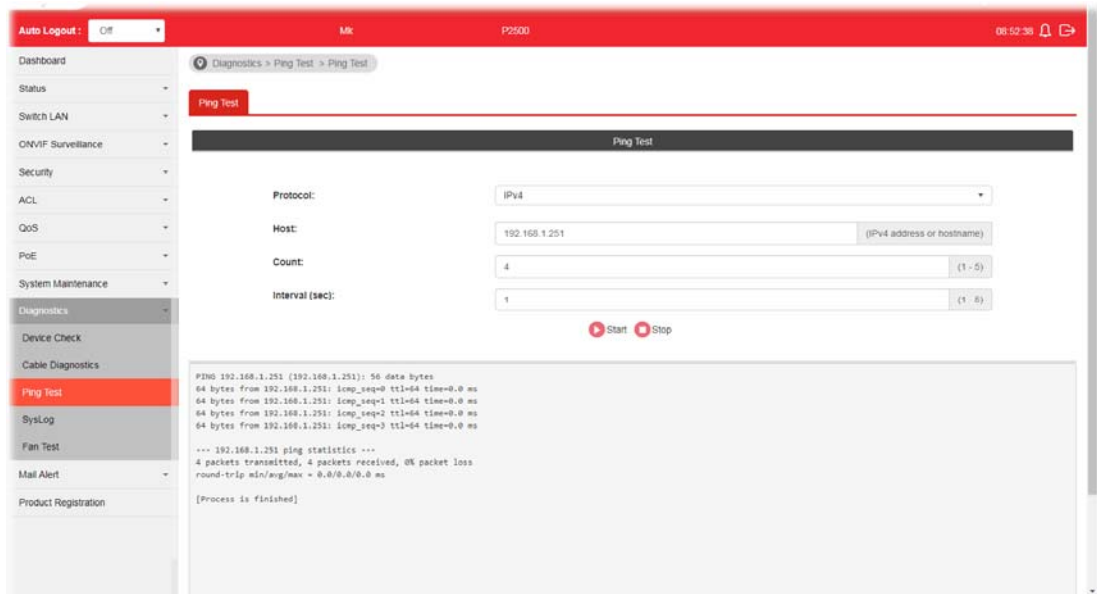 Auto Logout : Off Mk P2500 08:52:38
Dashboard
Status
Switch LAN
ONVIF Surveillance
Security
ACL
QoS
PoE
System Maintenance
Diagnostics
Device Check
Cable Diagnostics
Ping Test
SysLog
Fan Test
Mail Alert
Product Registration
Diagnostics > Ping Test > Ping Test
Ping Test
Ping Test
Protocol: IPv4
Host: 192.168.1.251 (IPv4 address or hostname)
Count: 4 (1 - 5)
Interval (sec): 1 (1 8)
Start Stop
PING 192.168.1.251 (192.168.1.251): 56 data bytes
64 bytes from 192.168.1.251: icmp_seq=0 ttl=64 time=0.0 ms
64 bytes from 192.168.1.251: icmp_seq=1 ttl=64 time=0.0 ms
64 bytes from 192.168.1.251: icmp_seq=2 ttl=64 time=0.0 ms
64 bytes from 192.168.1.251: icmp_seq=3 ttl=64 time=0.0 ms
--- 192.168.1.251 ping statistics ---
4 packets transmitted, 4 packets received, 0% packet loss
round-trip min/avg/max = 0.0/0.0/0.0 ms
[Process is finished]